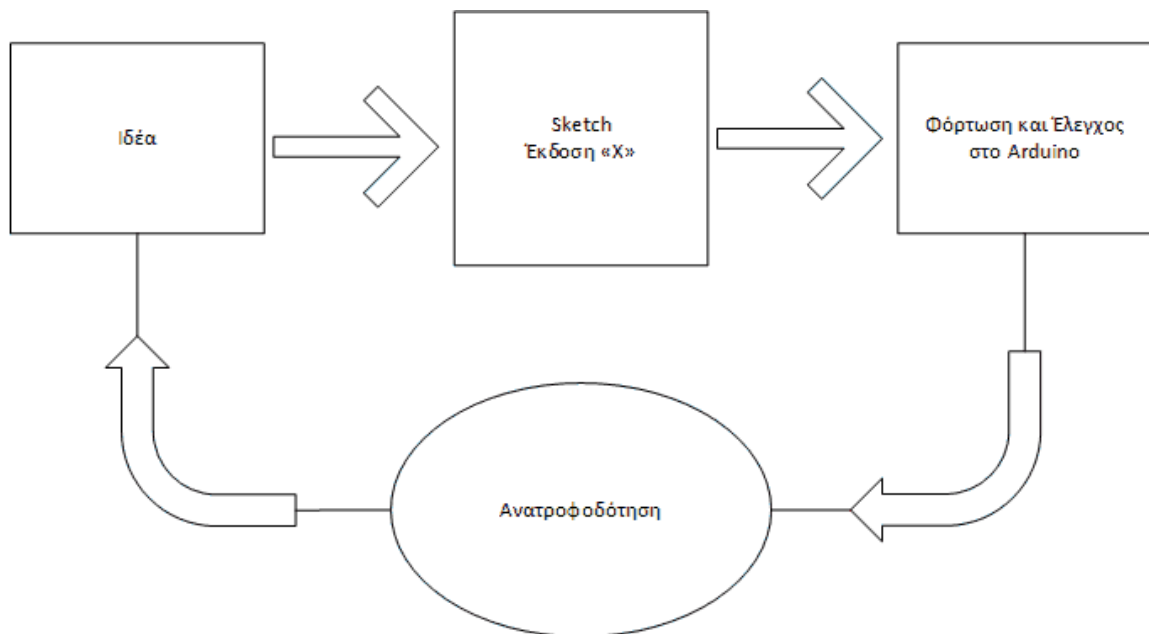 Ιδέα
Sketch
Έκδοση «Χ»
Φόρτωση και Έλεγχος
στο Arduino
Ανατροφοδότηση